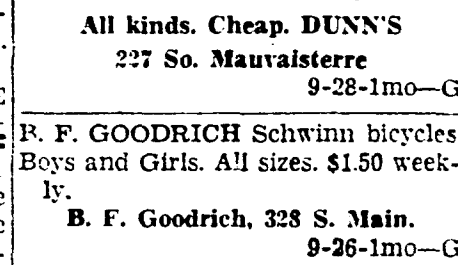 All kinds. Cheap. DUNN'S
227 So. Mauvaisterre
9-28-1mo—G
B. F. GOODRICH Schwinn bicycles
Boys and Girls. All sizes. $1.50 week-
ly.
B. F. Goodrich, 328 S. Main.
9-26-1mo—G